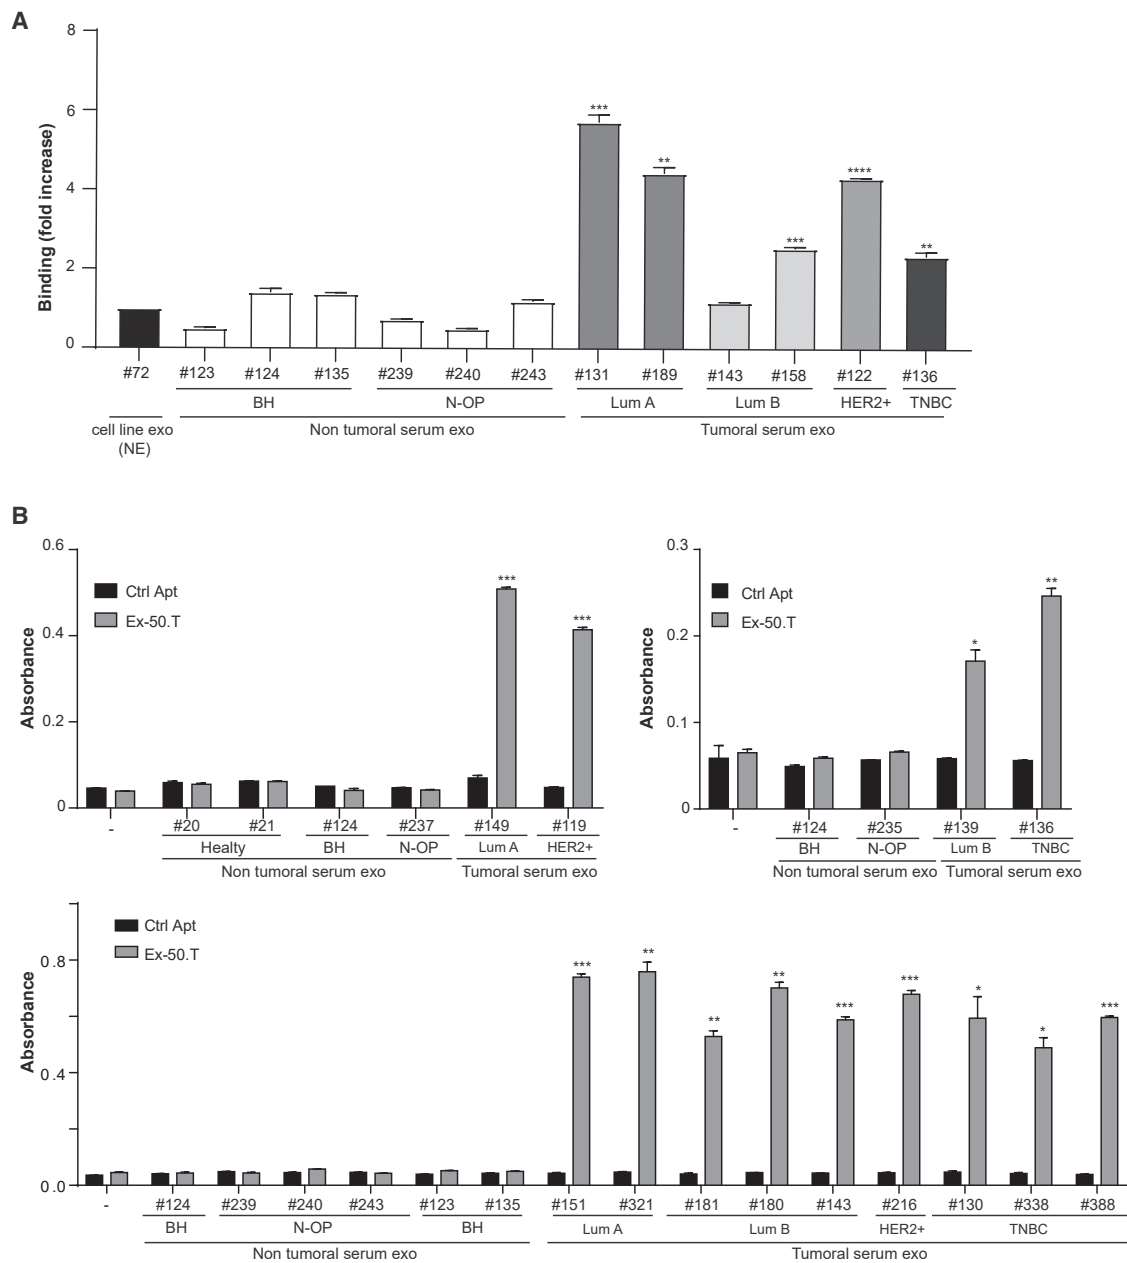 A
Binding (fold increase)
8
6
4
2
0
***
**
***
****
**
#72 #123 #124 #135 #239 #240 #243 #131 #189 #143 #158 #122 #136
BH N-OP Lum A Lum B HER2+ TNBC
cell line exo Non tumoral serum exo Tumoral serum exo
(NE)
B
Absorbance
0.6
0.4
0.2
0
Ctrl Apt
Ex-50.T
***
***
- #20 #21 #124 #237 #149 #119
Healty BH N-OP Lum A HER2+
Non tumoral serum exo Tumoral serum exo
Absorbance
0.3
0.2
0.1
0
Ctrl Apt
Ex-50.T
*
**
- #124 #235 #139 #136
BH N-OP Lum B TNBC
Non tumoral serum exo Tumoral serum exo
Absorbance
0.8
0.4
0.0
Ctrl Apt
Ex-50.T
***
**
**
**
***
***
*
*
***
- #124 #239 #240 #243 #123 #135 #151 #321 #181 #180 #143 #216 #130 #338 #388
BH N-OP BH Lum A Lum B HER2+ TNBC
Non tumoral serum exo Tumoral serum exo